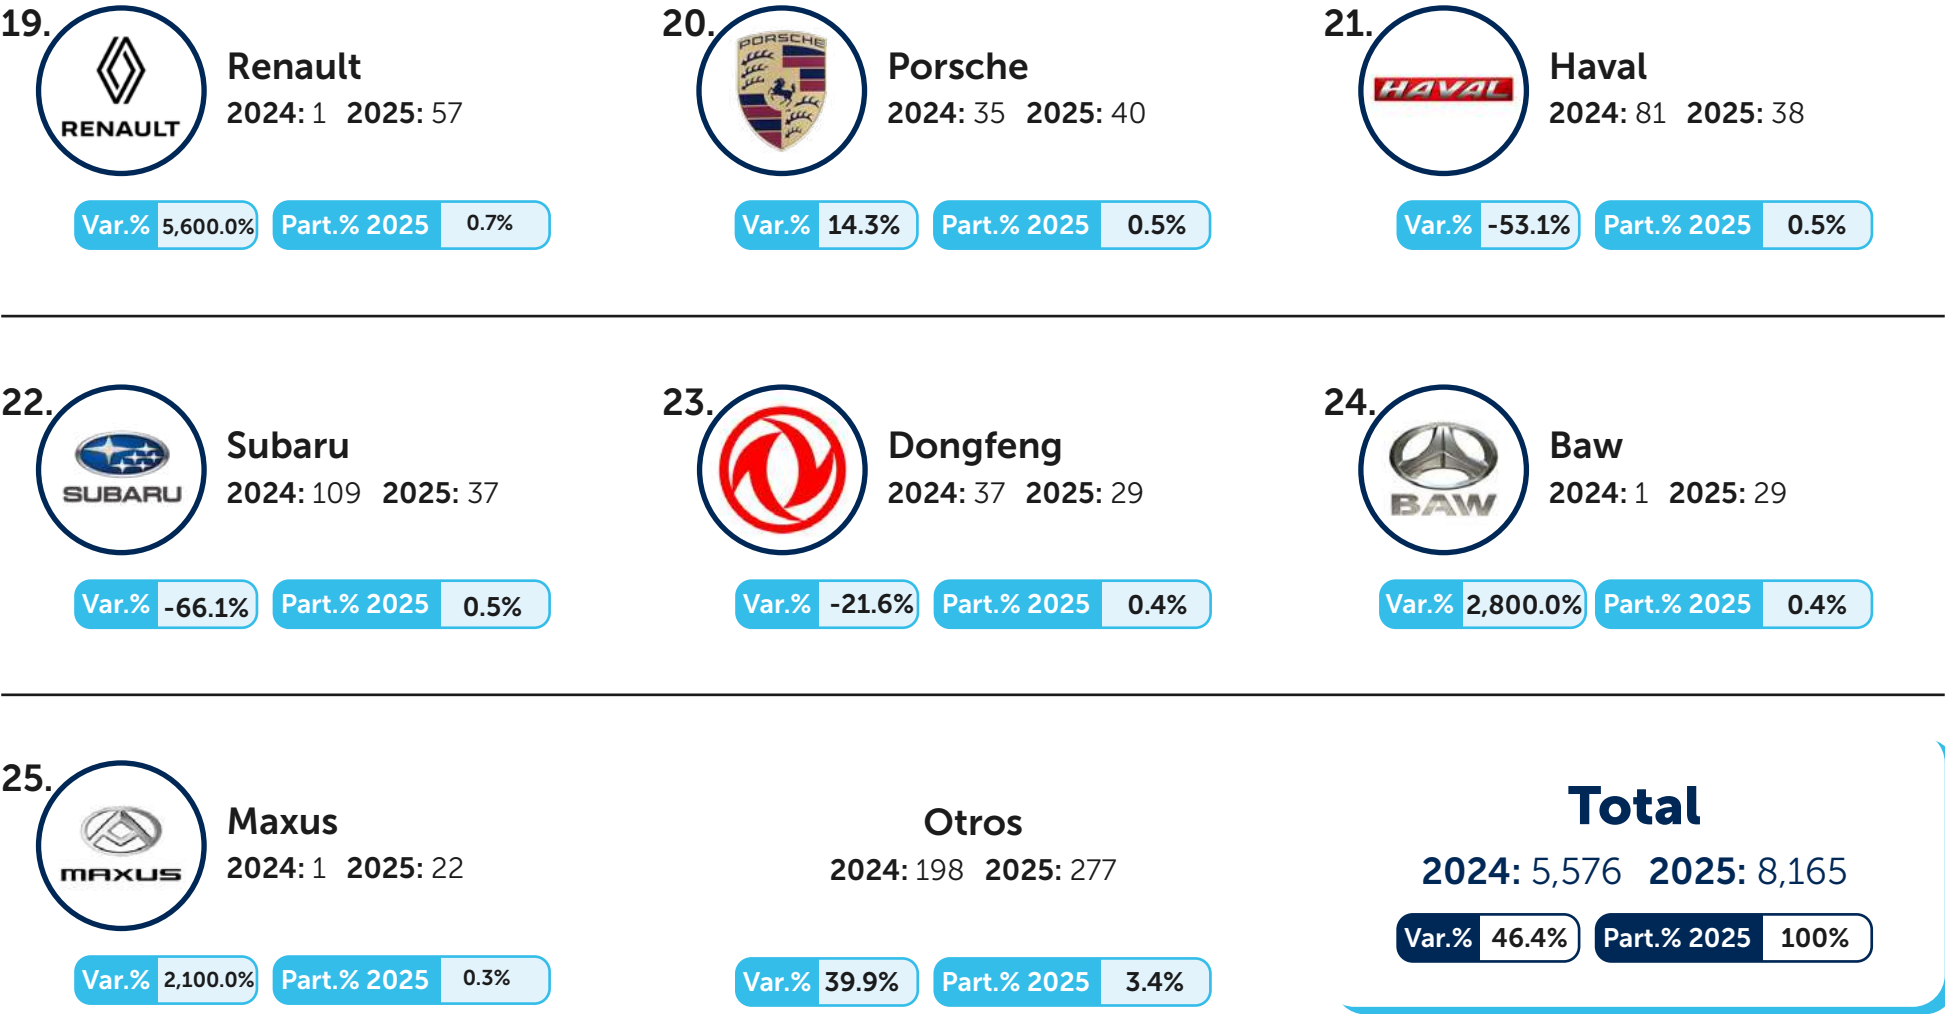 19.
RENAULT
Renault
2024: 1 2025: 57
Var.% 5,600.0% Part.% 2025 0.7%
20.
PORSCHE
Porsche
2024: 35 2025: 40
Var.% 14.3% Part.% 2025 0.5%
21.
HAVAL
Haval
2024: 81 2025: 38
Var.% -53.1% Part.% 2025 0.5%
22.
SUBARU
Subaru
2024: 109 2025: 37
Var.% -66.1% Part.% 2025 0.5%
23.
Dongfeng
2024: 37 2025: 29
Var.% -21.6% Part.% 2025 0.4%
24.
BAW
Baw
2024: 1 2025: 29
Var.% 2,800.0% Part.% 2025 0.4%
25.
MAXUS
Maxus
2024: 1 2025: 22
Var.% 2,100.0% Part.% 2025 0.3%
Otros
2024: 198 2025: 277
Var.% 39.9% Part.% 2025 3.4%
Total
2024: 5,576 2025: 8,165
Var.% 46.4% Part.% 2025 100%